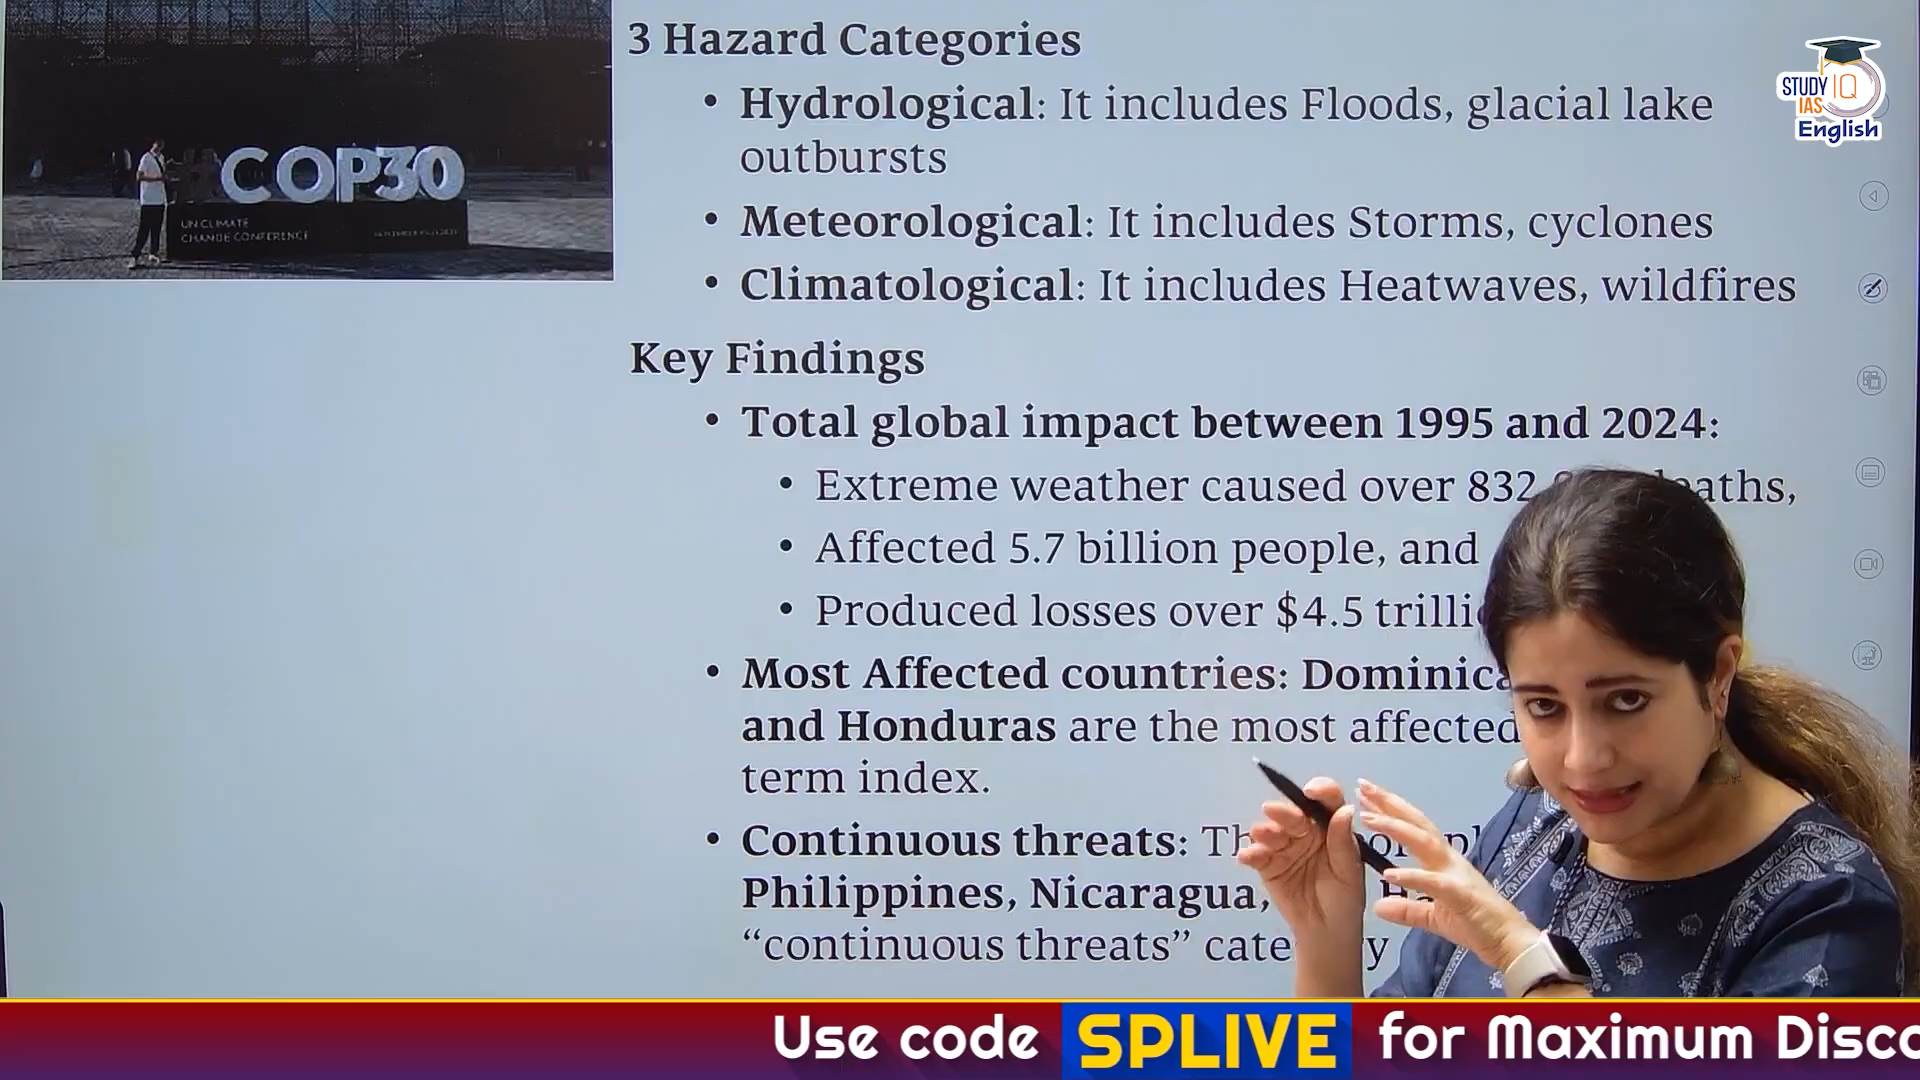 3 Hazard Categories
• Hydrological: It includes Floods, glacial lake
outbursts
• Meteorological: It includes Storms, cyclones
• Climatological: It includes Heatwaves, wildfires
Key Findings
• Total global impact between 1995 and 2024:
• Extreme weather caused over 832
• Affected 5.7 billion people, and
• Produced losses over $4.5
• Most Affected countries:
and Honduras are the most affected
term index.
• Continuous threats:
Philippines, Nicaragua,
“continuous threats”
COP30
UN CLIMATE
CHANGE CONFERENCE
STUDY IQ
IAS
English
Use code SPLIVE for Maximum